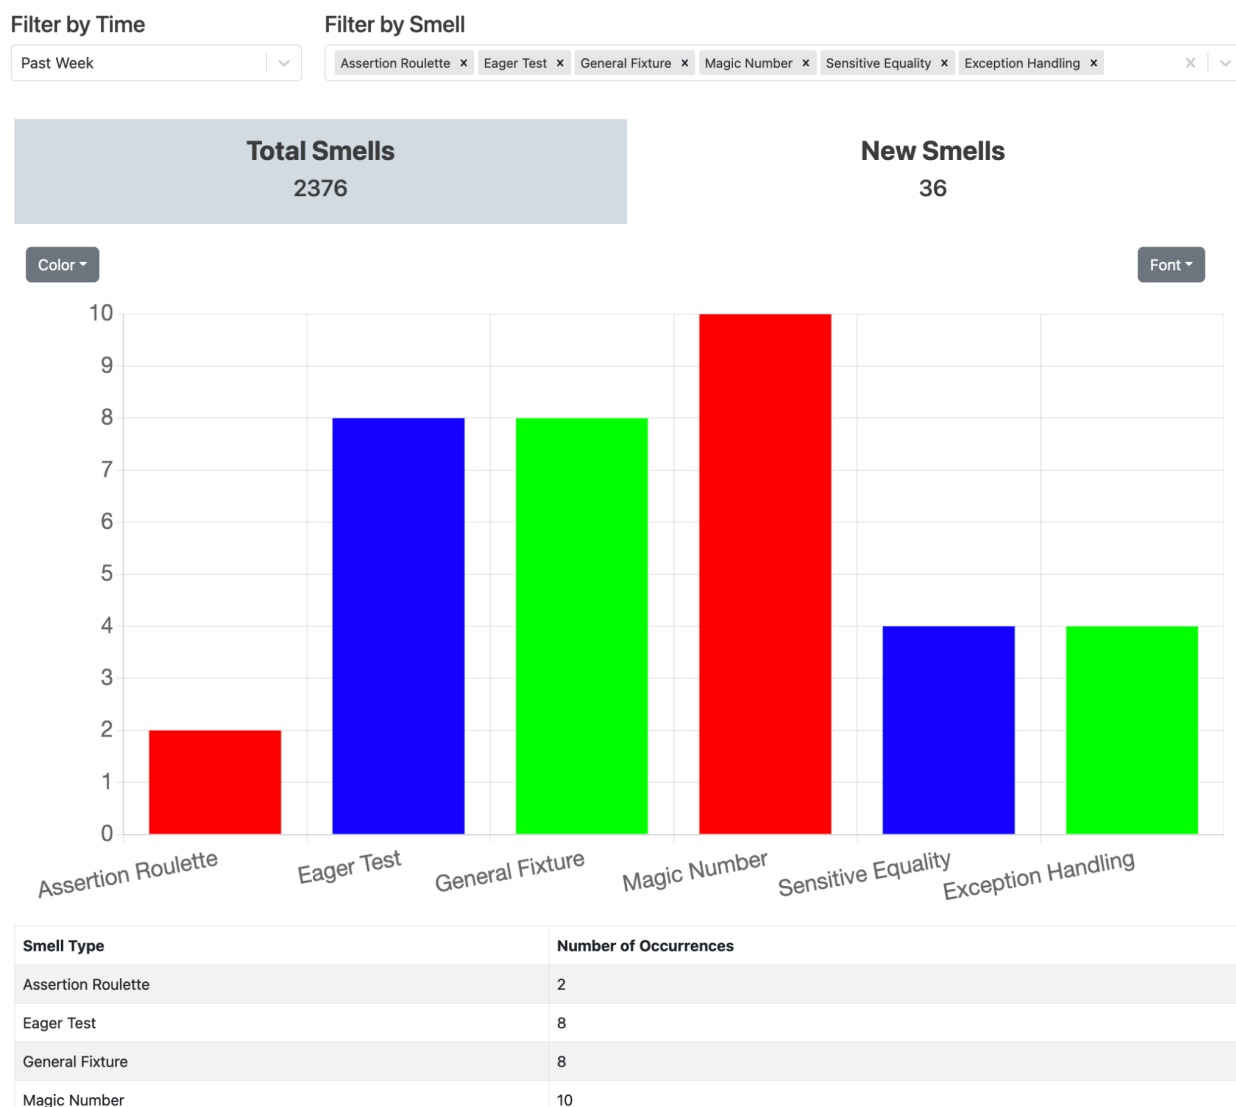 Filter by Time
Filter by Smell
Past Week
Assertion Roulette × Eager Test × General Fixture × Magic Number × Sensitive Equality × Exception Handling ×
Total Smells
2376
New Smells
36
Color
Font
10
9
8
7
6
5
4
3
2
1
0
Assertion Roulette
Eager Test
General Fixture
Magic Number
Sensitive Equality
Exception Handling
Smell Type Number of Occurrences
Assertion Roulette 2
Eager Test 8
General Fixture 8
Magic Number 10